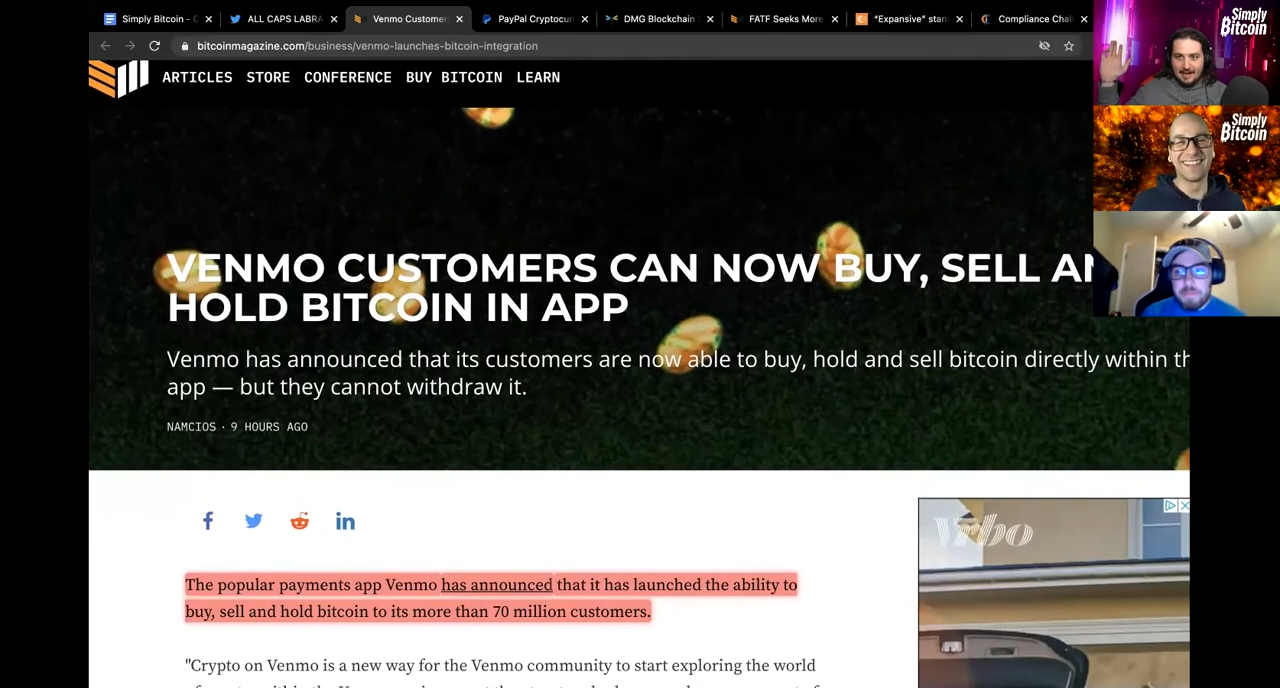 Simply Bitcoin - C
ALL CAPS LABRA
Venmo Customer
PayPal Cryptocur
DMG Blockchain
FATF Seeks More
"Expansive" stan
Compliance Chal
bitcoinmagazine.com/business/venmo-launches-bitcoin-integration
ARTICLES STORE CONFERENCE BUY BITCOIN LEARN
Simply
Bitcoin
Simply
Bitcoin
VENMO CUSTOMERS CAN NOW BUY, SELL AN
HOLD BITCOIN IN APP
Venmo has announced that its customers are now able to buy, hold and sell bitcoin directly within th
app — but they cannot withdraw it.
NAMCIOS · 9 HOURS AGO
Vrbo
The popular payments app Venmo has announced that it has launched the ability to
buy, sell and hold bitcoin to its more than 70 million customers.
"Crypto on Venmo is a new way for the Venmo community to start exploring the world